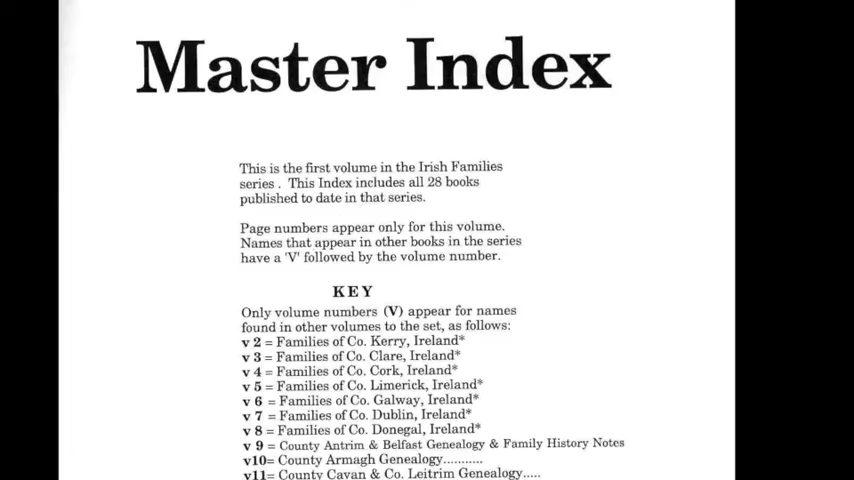 Master Index
This is the first volume in the Irish Families
series . This Index includes all 28 books
published to date in that series.
Page numbers appear only for this volume.
Names that appear in other books in the series
have a 'V' followed by the volume number.
KEY
Only volume numbers (V) appear for names
found in other volumes to the set, as follows:
v 2 = Families of Co. Kerry, Ireland*
v 3 = Families of Co. Clare, Ireland*
v 4 = Families of Co. Cork, Ireland*
v 5 = Families of Co. Limerick, Ireland*
v 6 = Families of Co. Galway, Ireland*
v 7 = Families of Co. Dublin, Ireland*
v 8 = Families of Co. Donegal, Ireland*
v 9 = County Antrim & Belfast Genealogy & Family History Notes
v10= County Armagh Genealogy...........
v11= County Cavan & Co. Leitrim Genealogy.....